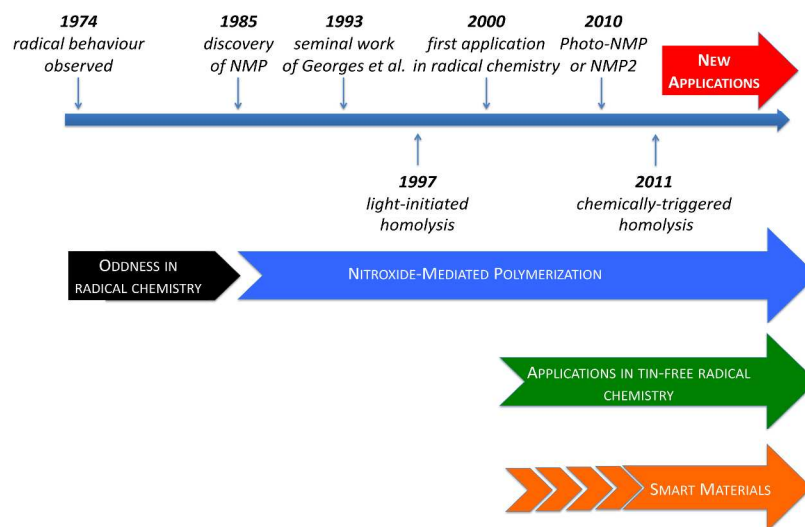 1974
radical behaviour
observed
1985
discovery
of NMP
1993
seminal work
of Georges et al.
2000
first application
in radical chemistry
2010
Photo-NMP
or NMP2
NEW
APPLICATIONS
1997
light-initiated
homolysis
2011
chemically-triggered
homolysis
ODDNESS IN
RADICAL CHEMISTRY
NITROXIDE-MEDIATED POLYMERIZATION
APPLICATIONS IN TIN-FREE RADICAL
CHEMISTRY
SMART MATERIALS